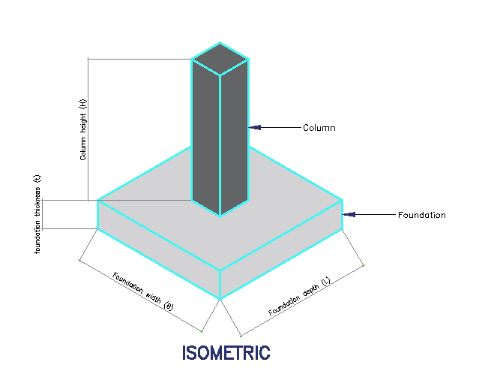 Column height (H)
Column
foundation thickness (t)
Foundation
Foundation width (B)
Foundation depth (L)
ISOMETRIC